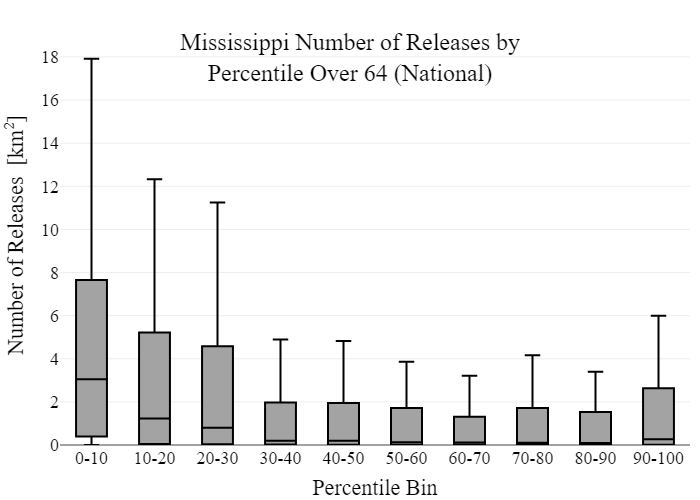 Mississippi Number of Releases by
Percentile Over 64 (National)
Number of Releases [km²]
18
16
14
12
10
8
6
4
2
0
0-10 10-20 20-30 30-40 40-50 50-60 60-70 70-80 80-90 90-100
Percentile Bin